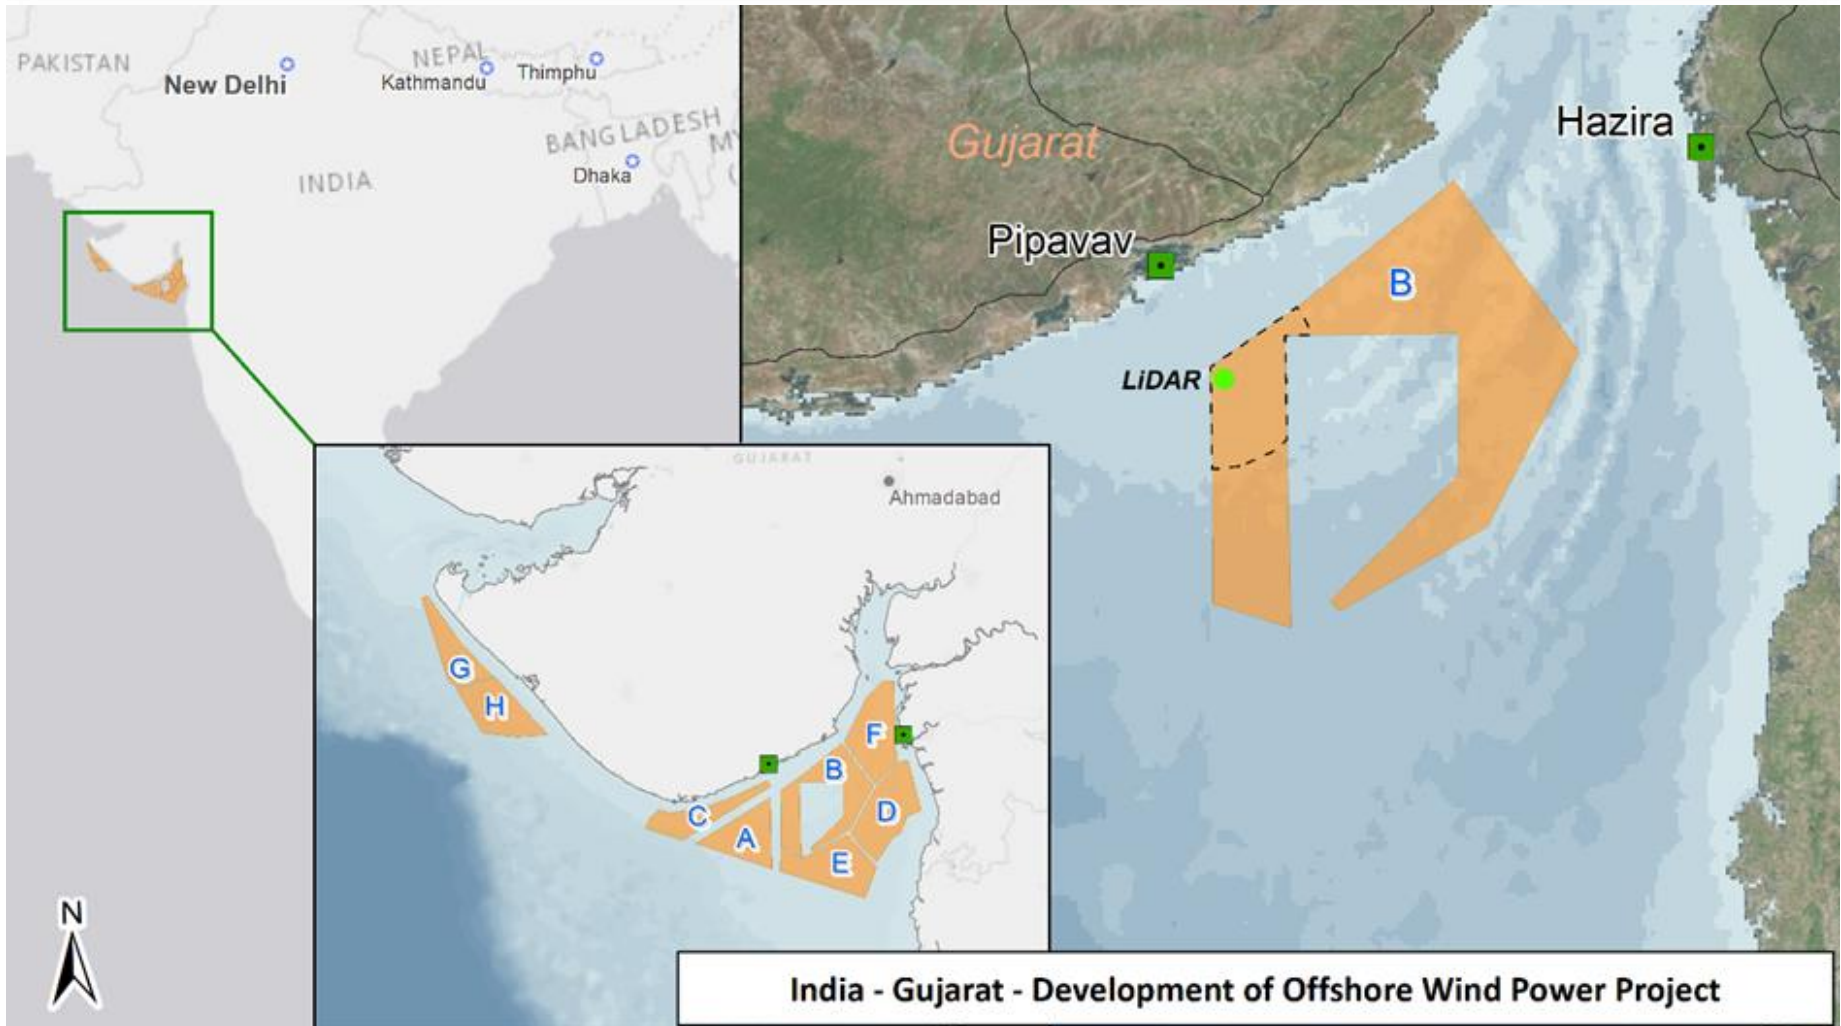 PAKISTAN
New Delhi
NEPAL
Kathmandu
Thimphu
BANGLADESH
Dhaka
INDIA
Gujarat
Hazira
Pipavav
B
LiDAR
GUJARAT
Ahmadabad
G
H
F
B
C
A
D
E
N
India - Gujarat - Development of Offshore Wind Power Project